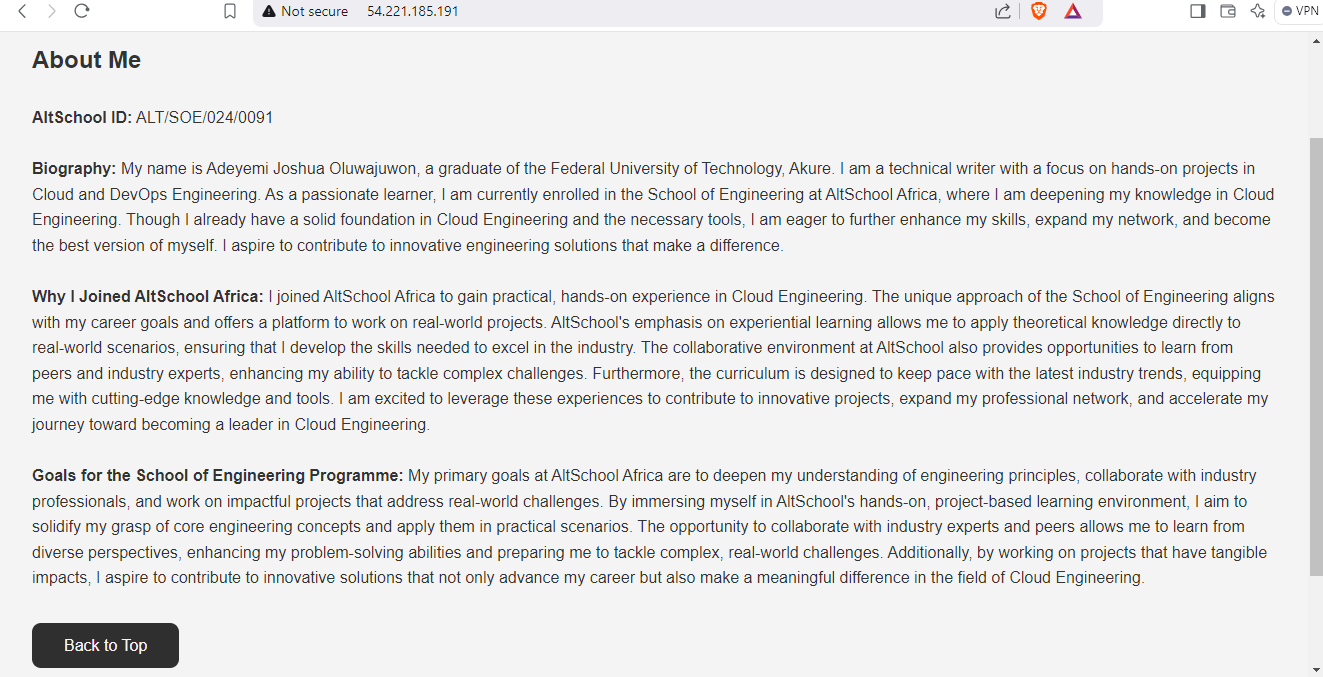 Not secure 54.221.185.191 VPN
About Me
AltSchool ID: ALT/SOE/024/0091
Biography: My name is Adeyemi Joshua Oluwajuwon, a graduate of the Federal University of Technology, Akure. I am a technical writer with a focus on hands-on projects in
Cloud and DevOps Engineering. As a passionate learner, I am currently enrolled in the School of Engineering at AltSchool Africa, where I am deepening my knowledge in Cloud
Engineering. Though I already have a solid foundation in Cloud Engineering and the necessary tools, I am eager to further enhance my skills, expand my network, and become
the best version of myself. I aspire to contribute to innovative engineering solutions that make a difference.
Why I Joined AltSchool Africa: I joined AltSchool Africa to gain practical, hands-on experience in Cloud Engineering. The unique approach of the School of Engineering aligns
with my career goals and offers a platform to work on real-world projects. AltSchool's emphasis on experiential learning allows me to apply theoretical knowledge directly to
real-world scenarios, ensuring that I develop the skills needed to excel in the industry. The collaborative environment at AltSchool also provides opportunities to learn from
peers and industry experts, enhancing my ability to tackle complex challenges. Furthermore, the curriculum is designed to keep pace with the latest industry trends, equipping
me with cutting-edge knowledge and tools. I am excited to leverage these experiences to contribute to innovative projects, expand my professional network, and accelerate my
journey toward becoming a leader in Cloud Engineering.
Goals for the School of Engineering Programme: My primary goals at AltSchool Africa are to deepen my understanding of engineering principles, collaborate with industry
professionals, and work on impactful projects that address real-world challenges. By immersing myself in AltSchool's hands-on, project-based learning environment, I aim to
solidify my grasp of core engineering concepts and apply them in practical scenarios. The opportunity to collaborate with industry experts and peers allows me to learn from
diverse perspectives, enhancing my problem-solving abilities and preparing me to tackle complex, real-world challenges. Additionally, by working on projects that have tangible
impacts, I aspire to contribute to innovative solutions that not only advance my career but also make a meaningful difference in the field of Cloud Engineering.
Back to Top